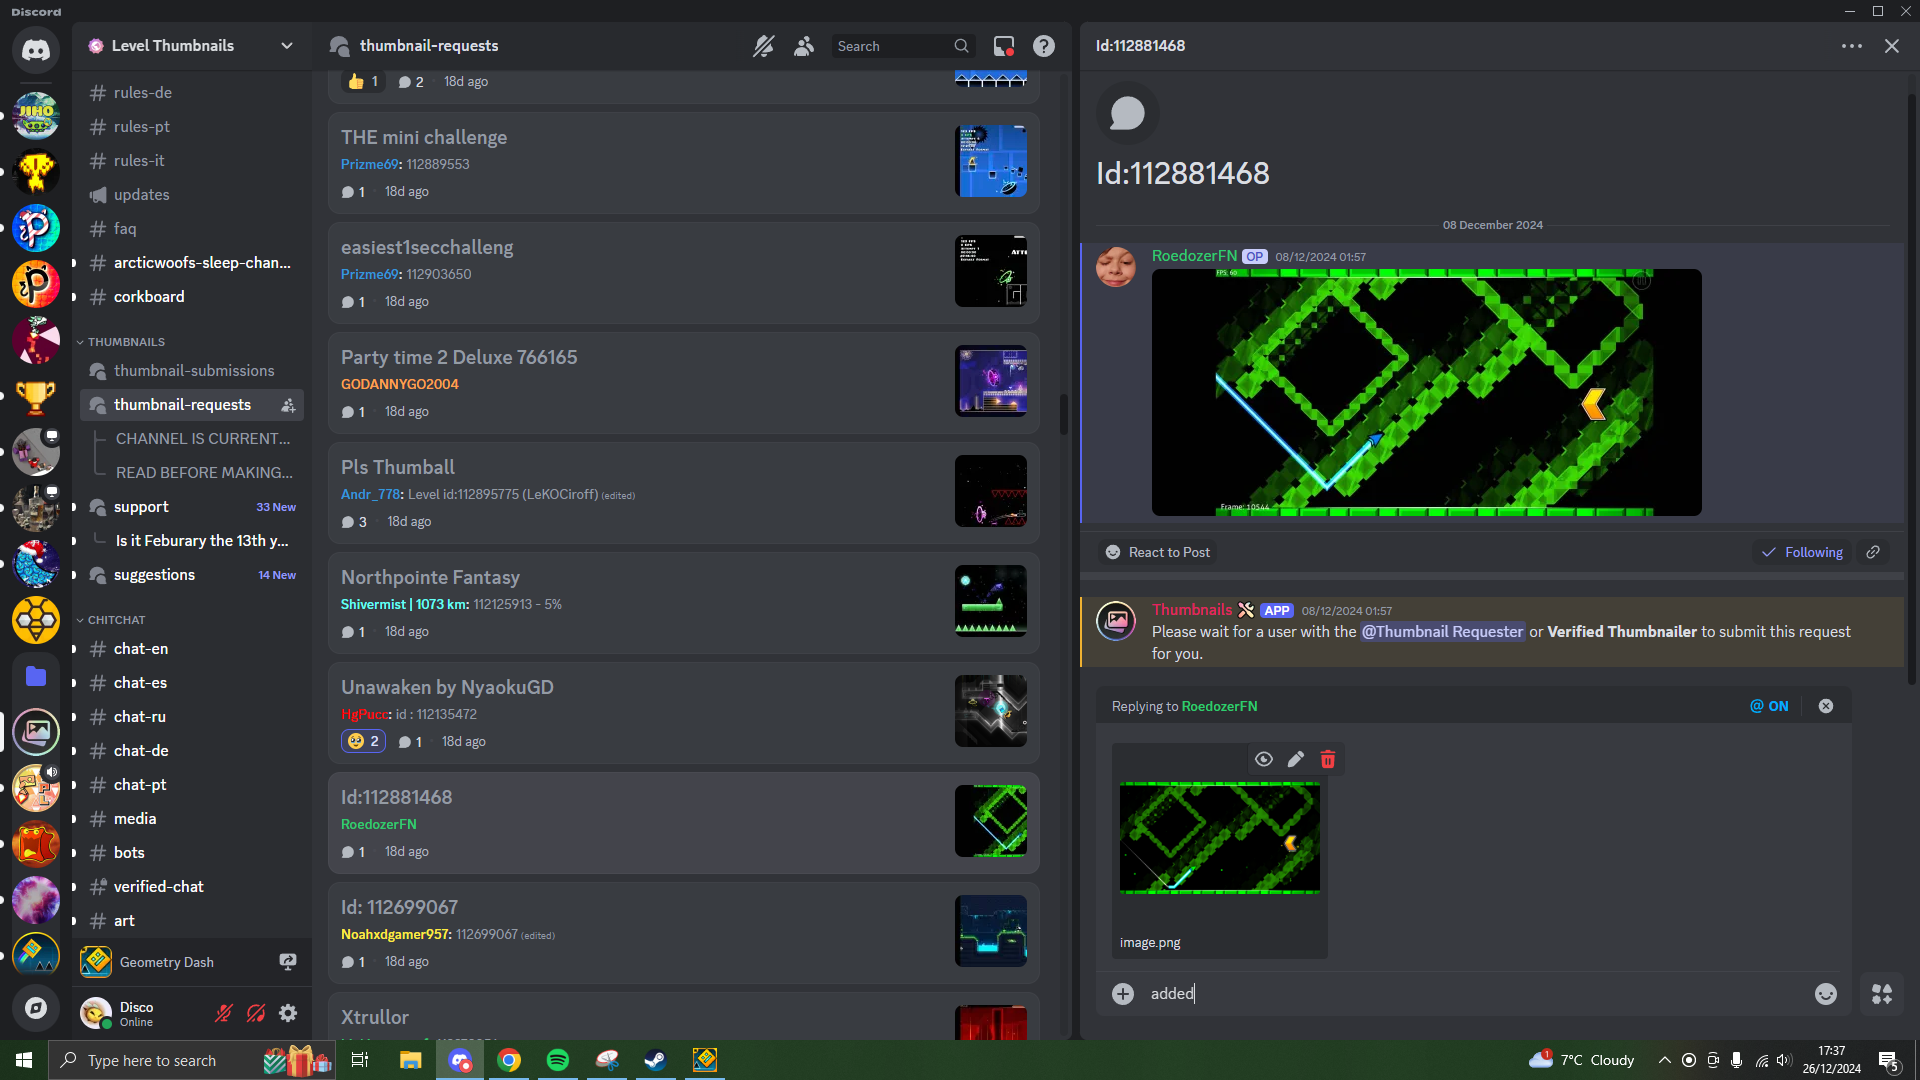 Discord
Level Thumbnails
rules-de
rules-pt
rules-it
updates
faq
arcticwoofs-sleep-chan...
corkboard
THUMBNAILS
thumbnail-submissions
thumbnail-requests
CHANNEL IS CURRENT...
READ BEFORE MAKING...
support
33 New
Is it Feburary the 13th y...
suggestions
14 New
CHITCHAT
chat-en
chat-es
chat-ru
chat-de
chat-pt
media
bots
verified-chat
art
Geometry Dash
Disco
Online
thumbnail-requests
Search
1 2 18d ago
THE mini challenge
Prizme69: 112889553
1 18d ago
easiest1secchalleng
Prizme69: 112903650
1 18d ago
Party time 2 Deluxe 766165
GODANNYGO2004
1 18d ago
Pls Thumball
Andr_778: Level id:112895775 (LeKOCiroff) (edited)
3 18d ago
Northpointe Fantasy
Shivermist | 1073 km: 112125913 - 5%
1 18d ago
Unawaken by NyaokuGD
HgPucc: id : 112135472
2 1 18d ago
Id:112881468
RoedozerFN
1 18d ago
Id: 112699067
Noahxdgamer957: 112699067 (edited)
1 18d ago
Xtrullor
Id:112881468
Id:112881468
08 December 2024
RoedozerFN OP 08/12/2024 01:57
FPS: 60
Frame: 10544
React to Post
Following
Thumbnails APP 08/12/2024 01:57
Please wait for a user with the @Thumbnail Requester or Verified Thumbnailer to submit this request
for you.
Replying to RoedozerFN
@ ON
image.png
added
Type here to search
1
7°C Cloudy
17:37
26/12/2024
5